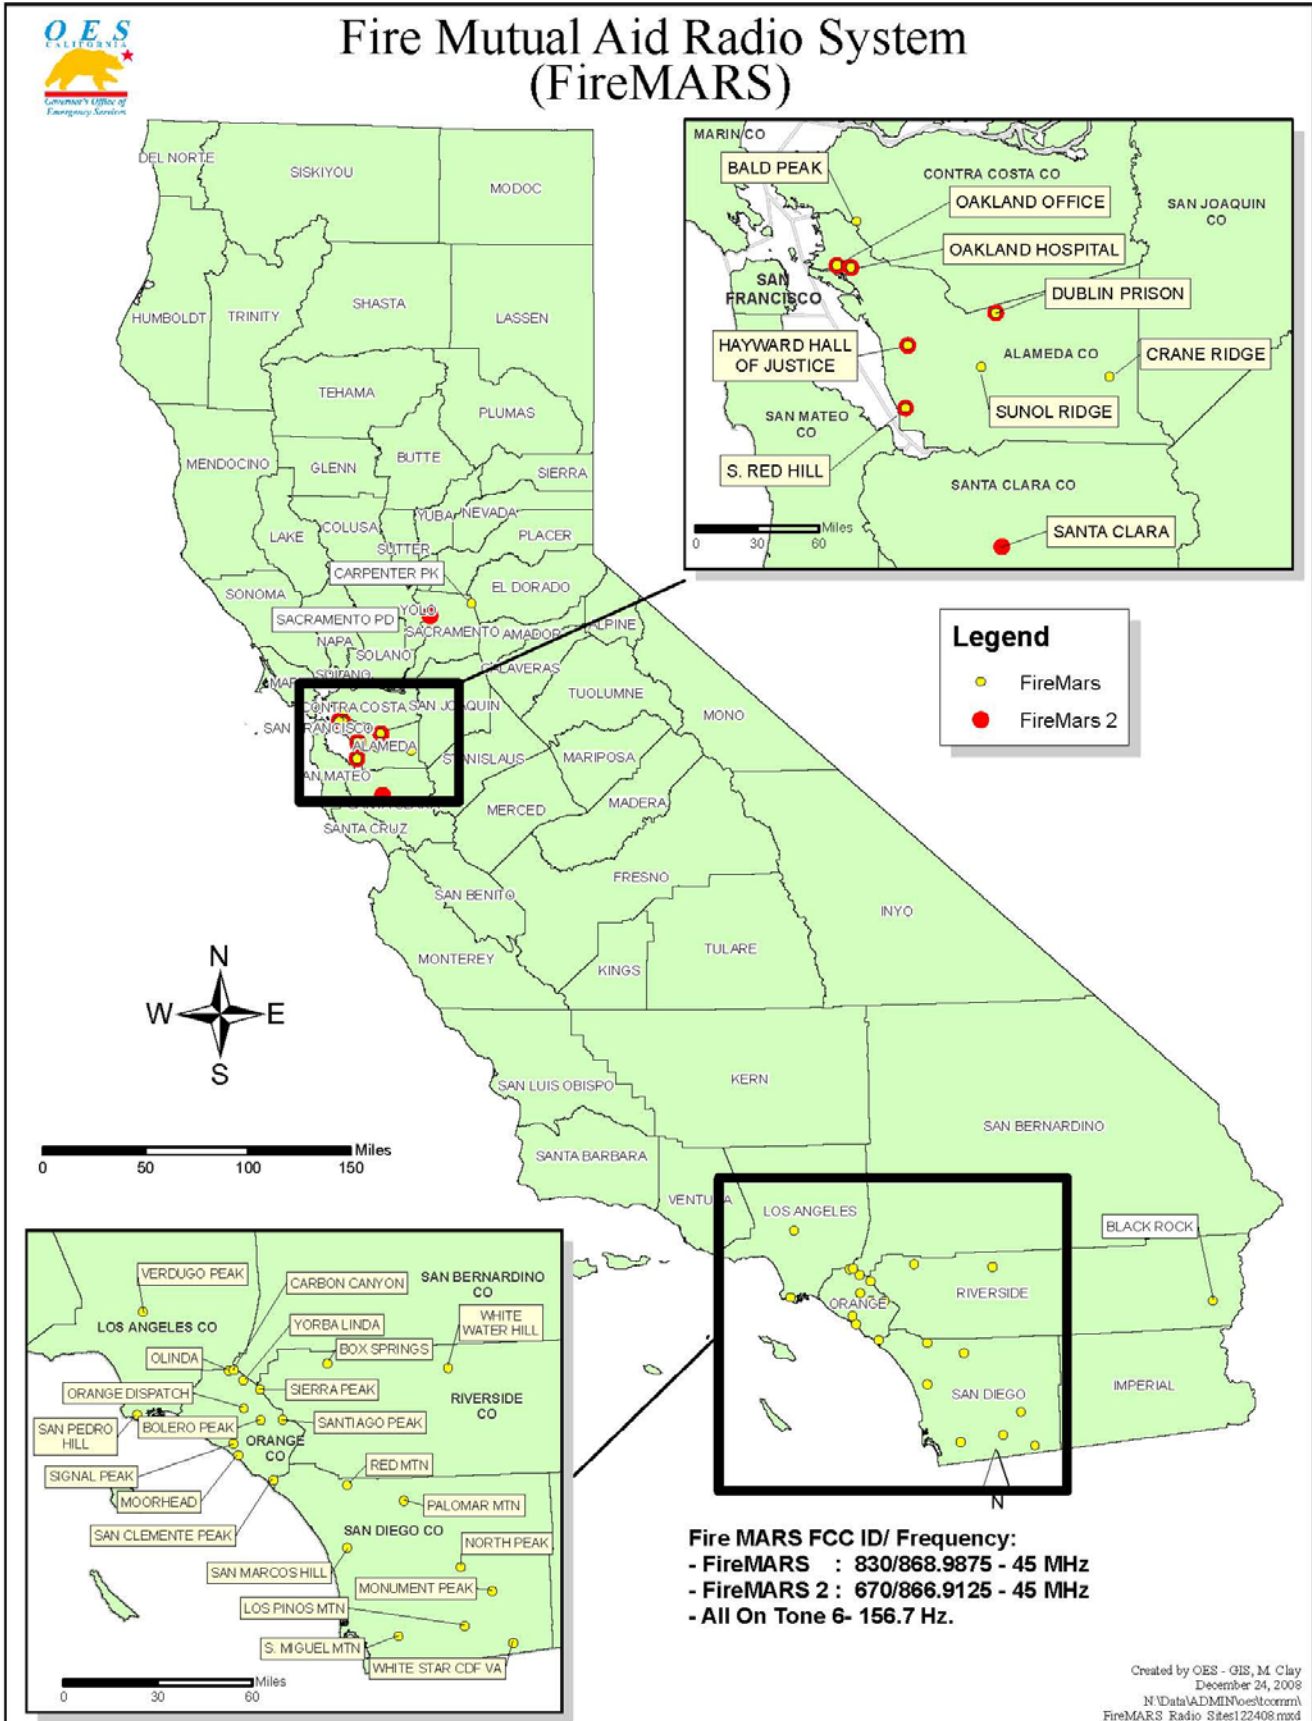 OES
CALIFORNIA
Governor's Office of
Emergency Services
Fire Mutual Aid Radio System
(FireMARS)
DEL NORTE
SISKIYOU
MODOC
HUMBOLDT
TRINITY
SHASTA
LASSEN
TEHAMA
PLUMAS
MENDOCINO
GLENN
BUTTE
SIERRA
LAKE
COLUSA
YUBA
NEVADA
SUTTER
PLACER
CARPENTER PK
SONOMA
EL DORADO
SACRAMENTO PD
YOLO
NAPA
SACRAMENTO
AMADOR
ALPINE
SOLANO
SOLANO
CALAVERAS
MAR
TUOLUMNE
CONTRA COSTA
SAN JOAQUIN
MONO
SAN FRANCISCO
ALAMEDA
STANISLAUS
MARIPOSA
AN MATEO
MADERA
MERCED
SANTA CRUZ
FRESNO
SAN BENITO
INYO
MONTEREY
TULARE
KINGS
SAN LUIS OBISPO
KERN
SAN BERNARDINO
SANTA BARBARA
VENTURA
LOS ANGELES
BLACK ROCK
ORANGE
RIVERSIDE
SAN DIEGO
IMPERIAL
N
MARIN CO
BALD PEAK
CONTRA COSTA CO
OAKLAND OFFICE
SAN JOAQUIN
CO
OAKLAND HOSPITAL
SAN
FRANCISCO
DUBLIN PRISON
HAYWARD HALL
OF JUSTICE
ALAMEDA CO
CRANE RIDGE
SAN MATEO
CO
SUNOL RIDGE
S. RED HILL
SANTA CLARA CO
SANTA CLARA
Miles
0 30 60
Legend
FireMars
FireMars 2
N
W E
S
Miles
0 50 100 150
VERDUGO PEAK
CARBON CANYON
SAN BERNARDINO
CO
LOS ANGELES CO
YORBA LINDA
WHITE
WATER HILL
OLINDA
BOX SPRINGS
ORANGE DISPATCH
SIERRA PEAK
RIVERSIDE
CO
SAN PEDRO
HILL
BOLERO PEAK
SANTIAGO PEAK
ORANGE
CO
SIGNAL PEAK
RED MTN
MOORHEAD
PALOMAR MTN
SAN CLEMENTE PEAK
SAN DIEGO CO
NORTH PEAK
SAN MARCOS HILL
MONUMENT PEAK
LOS PINOS MTN
S. MIGUEL MTN
WHITE STAR CDF VA
Miles
0 30 60
Fire MARS FCC ID/ Frequency:
- FireMARS : 830/868.9875 - 45 MHz
- FireMARS 2 : 670/866.9125 - 45 MHz
- All On Tone 6- 156.7 Hz.
Created by OES - GIS, M. Clay
December 24, 2008
N:\Data\ADMIN\oes\tcomm\
FireMARS_Radio_Sites122408.mxd